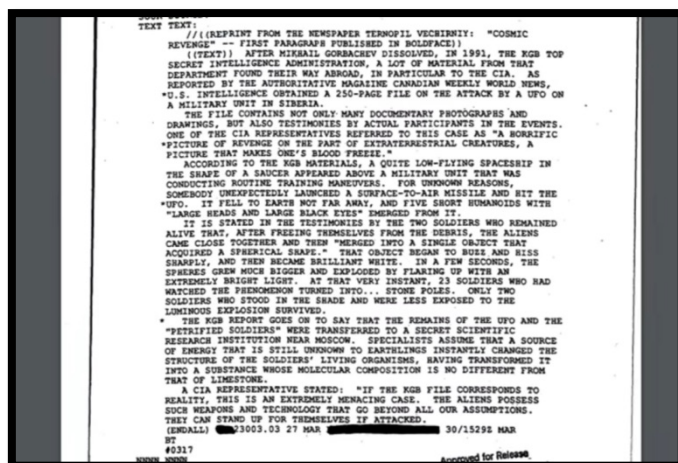 TEXT TEXT:
//((REPRINT FROM THE NEWSPAPER TERNOPIL VECHIRNIY: "COSMIC
REVENGE" -- FIRST PARAGRAPH PUBLISHED IN BOLDFACE))
((TEXT)) AFTER MIKHAIL GORBACHEV DISSOLVED, IN 1991, THE KGB TOP
SECRET INTELLIGENCE ADMINISTRATION, A LOT OF MATERIAL FROM THAT
DEPARTMENT FOUND THEIR WAY ABROAD, IN PARTICULAR TO THE CIA. AS
REPORTED BY THE AUTHORITATIVE MAGAZINE CANADIAN WEEKLY WORLD NEWS,
*U.S. INTELLIGENCE OBTAINED A 250-PAGE FILE ON THE ATTACK BY A UFO ON
A MILITARY UNIT IN SIBERIA.
THE FILE CONTAINS NOT ONLY MANY DOCUMENTARY PHOTOGRAPHS AND
DRAWINGS, BUT ALSO TESTIMONIES BY ACTUAL PARTICIPANTS IN THE EVENTS.
ONE OF THE CIA REPRESENTATIVES REFERRED TO THIS CASE AS "A HORRIFIC
*PICTURE OF REVENGE ON THE PART OF EXTRATERRESTRIAL CREATURES, A
PICTURE THAT MAKES ONE'S BLOOD FREEZE."
ACCORDING TO THE KGB MATERIALS, A QUITE LOW-FLYING SPACESHIP IN
THE SHAPE OF A SAUCER APPEARED ABOVE A MILITARY UNIT THAT WAS
CONDUCTING ROUTINE TRAINING MANEUVERS. FOR UNKNOWN REASONS,
SOMEBODY UNEXPECTEDLY LAUNCHED A SURFACE-TO-AIR MISSILE AND HIT THE
*UFO. IT FELL TO EARTH NOT FAR AWAY, AND FIVE SHORT HUMANOIDS WITH
"LARGE HEADS AND LARGE BLACK EYES" EMERGED FROM IT.
IT IS STATED IN THE TESTIMONIES BY THE TWO SOLDIERS WHO REMAINED
ALIVE THAT, AFTER FREEING THEMSELVES FROM THE DEBRIS, THE ALIENS
CAME CLOSE TOGETHER AND THEN "MERGED INTO A SINGLE OBJECT THAT
ACQUIRED A SPHERICAL SHAPE." THAT OBJECT BEGAN TO BUZZ AND HISS
SHARPLY, AND THEN BECAME BRILLIANT WHITE. IN A FEW SECONDS, THE
SPHERES GREW MUCH BIGGER AND EXPLODED BY FLARING UP WITH AN
EXTREMELY BRIGHT LIGHT. AT THAT VERY INSTANT, 23 SOLDIERS WHO HAD
WATCHED THE PHENOMENON TURNED INTO... STONE POLES. ONLY TWO
SOLDIERS WHO STOOD IN THE SHADE AND WERE LESS EXPOSED TO THE
LUMINOUS EXPLOSION SURVIVED.
* THE KGB REPORT GOES ON TO SAY THAT THE REMAINS OF THE UFO AND THE
"PETRIFIED SOLDIERS" WERE TRANSFERRED TO A SECRET SCIENTIFIC
RESEARCH INSTITUTION NEAR MOSCOW. SPECIALISTS ASSUME THAT A SOURCE
OF ENERGY THAT IS STILL UNKNOWN TO EARTHLINGS INSTANTLY CHANGED THE
STRUCTURE OF THE SOLDIERS' LIVING ORGANISMS, HAVING TRANSFORMED IT
INTO A SUBSTANCE WHOSE MOLECULAR COMPOSITION IS NO DIFFERENT FROM
THAT OF LIMESTONE.
A CIA REPRESENTATIVE STATED: "IF THE KGB FILE CORRESPONDS TO
REALITY, THIS IS AN EXTREMELY MENACING CASE. THE ALIENS POSSESS
SUCH WEAPONS AND TECHNOLOGY THAT GO BEYOND ALL OUR ASSUMPTIONS.
THEY CAN STAND UP FOR THEMSELVES IF ATTACKED.
(ENDALL) 23003.03 27 MAR 30/1529Z MAR
BT
#0317
NNNN NNNN
Approved for Release